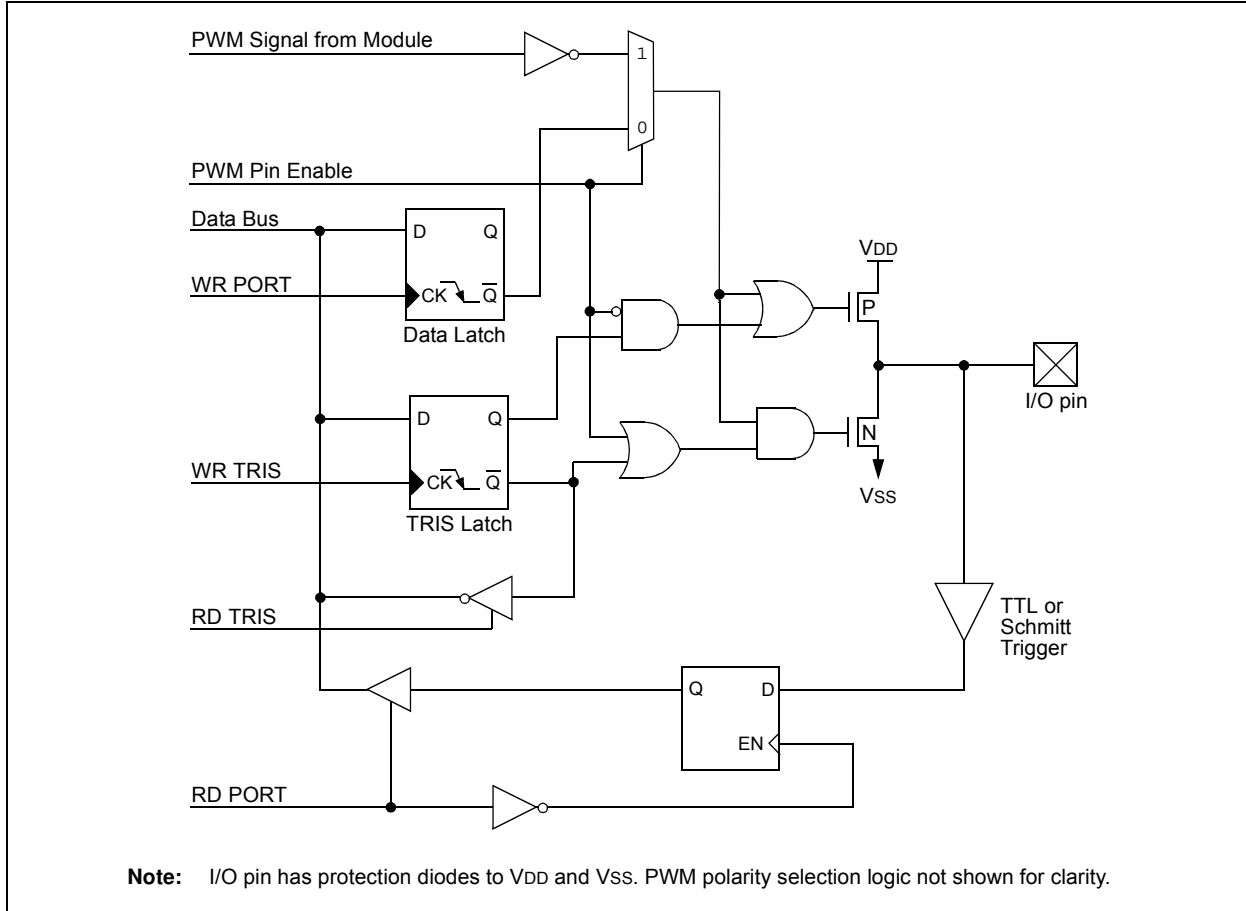 PWM Signal from Module
1
0
PWM Pin Enable
Data Bus
D Q
WR PORT
CK Q̅
Data Latch
VDD
P
I/O pin
D Q
N
WR TRIS
CK Q̅
VSS
TRIS Latch
RD TRIS
TTL or
Schmitt
Trigger
Q D
EN
RD PORT
Note: I/O pin has protection diodes to VDD and VSS. PWM polarity selection logic not shown for clarity.